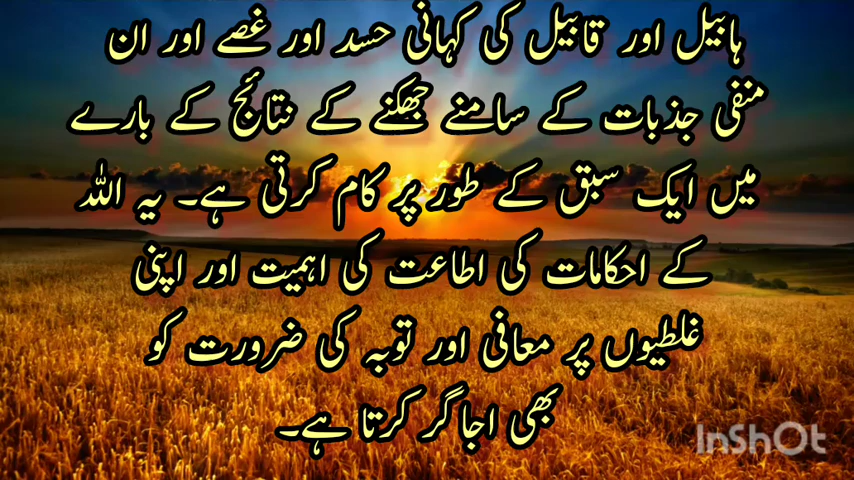 ہابیل اور قابیل کی کہانی حسد اور غصے اور ان
منفی جذبات کے سامنے جھکنے کے نتائج کے بارے
میں ایک سبق کے طور پر کام کرتی ہے۔ یہ اللہ
کے احکامات کی اطاعت کی اہمیت اور اپنی
غلطیوں پر معافی اور توبہ کی ضرورت کو
بھی اجاگر کرتا ہے۔
InShOt